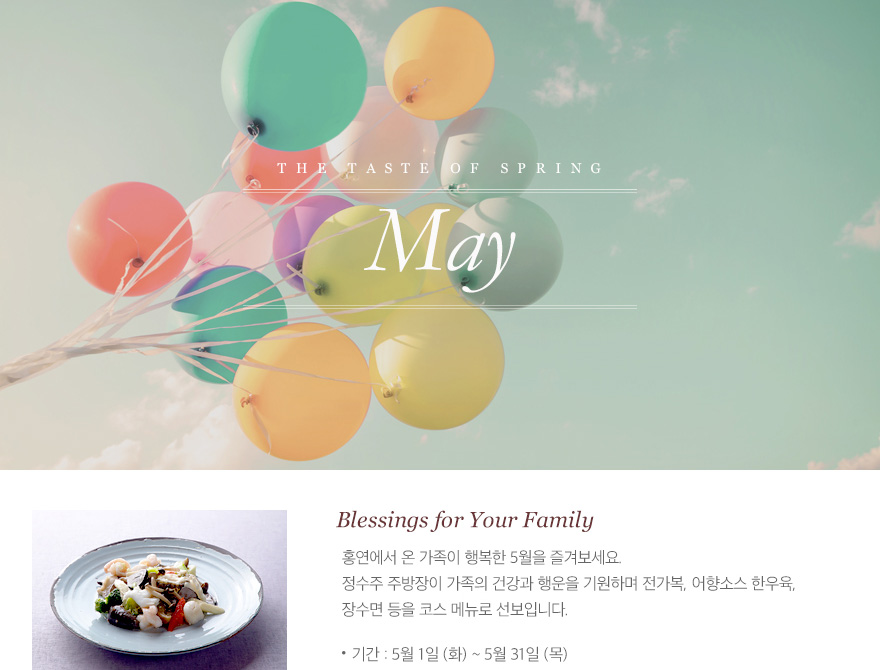 THE TASTE OF SPRING
May
Blessings for Your Family
홍연에서 온 가족이 행복한 5월을 즐겨보세요.
정수주 주방장이 가족의 건강과 행운을 기원하며 전가복, 어향소스 한우육,
장수면 등을 코스 메뉴로 선보입니다.
• 기간 : 5월 1일 (화) ~ 5월 31일 (목)